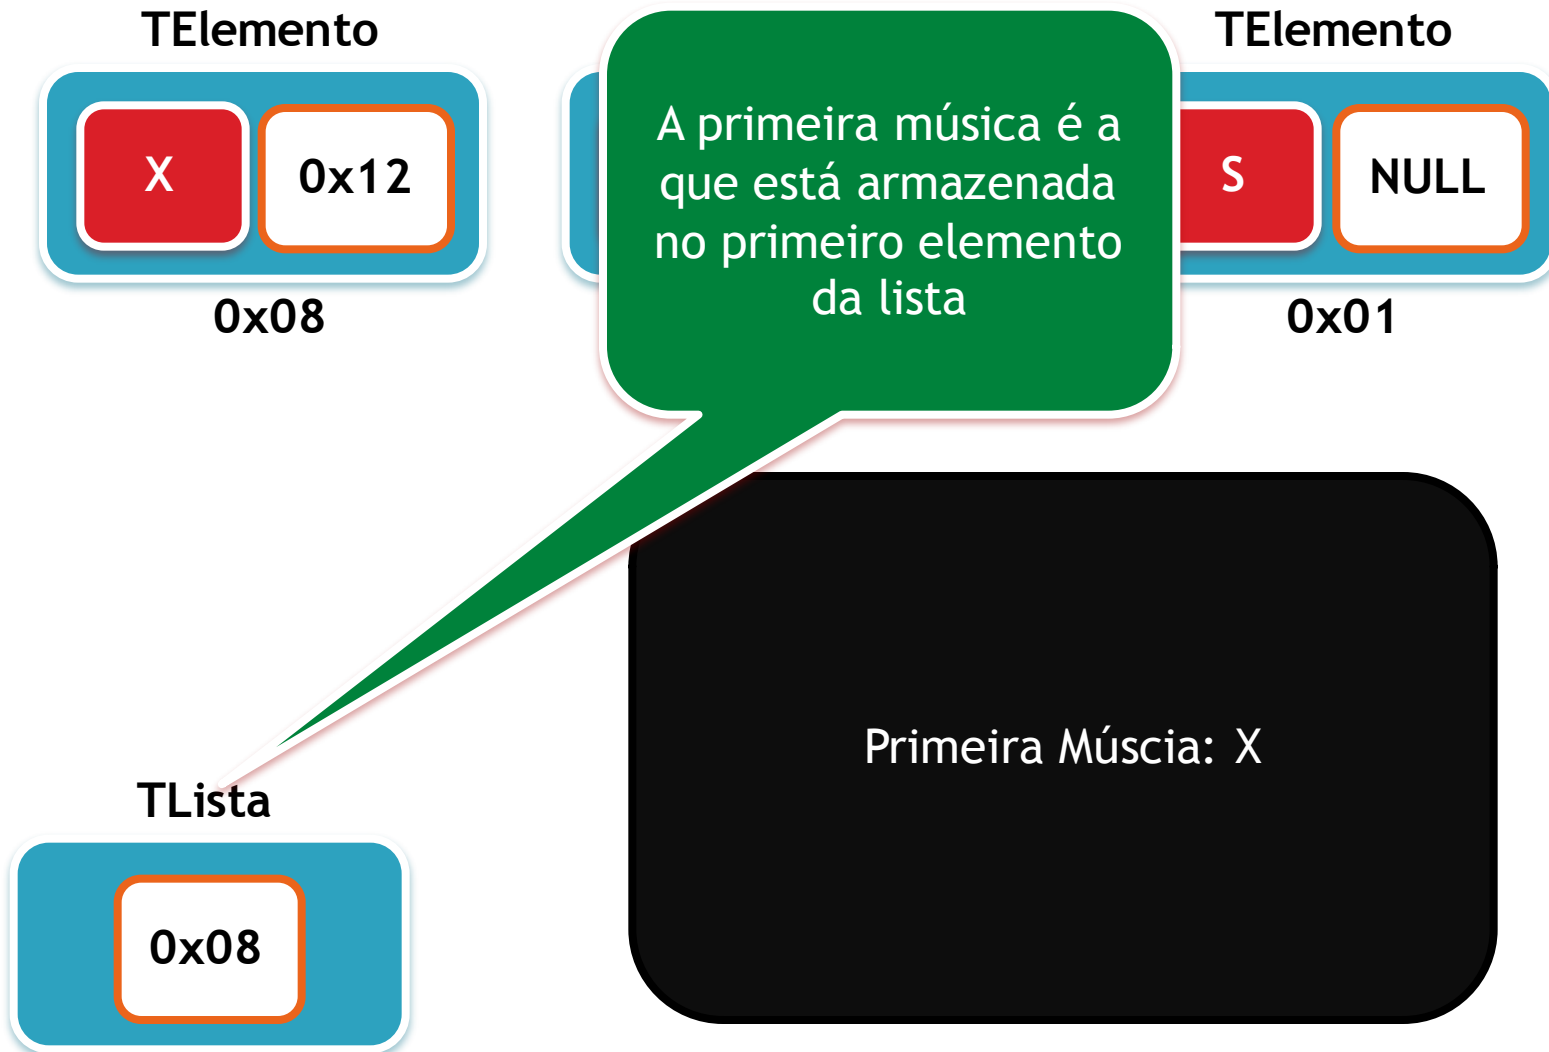 TElemento
TElemento
X
0x12
A primeira música é a
que está armazenada
no primeiro elemento
da lista
S
NULL
0x08
0x01
Primeira Múscia: X
TLista
0x08